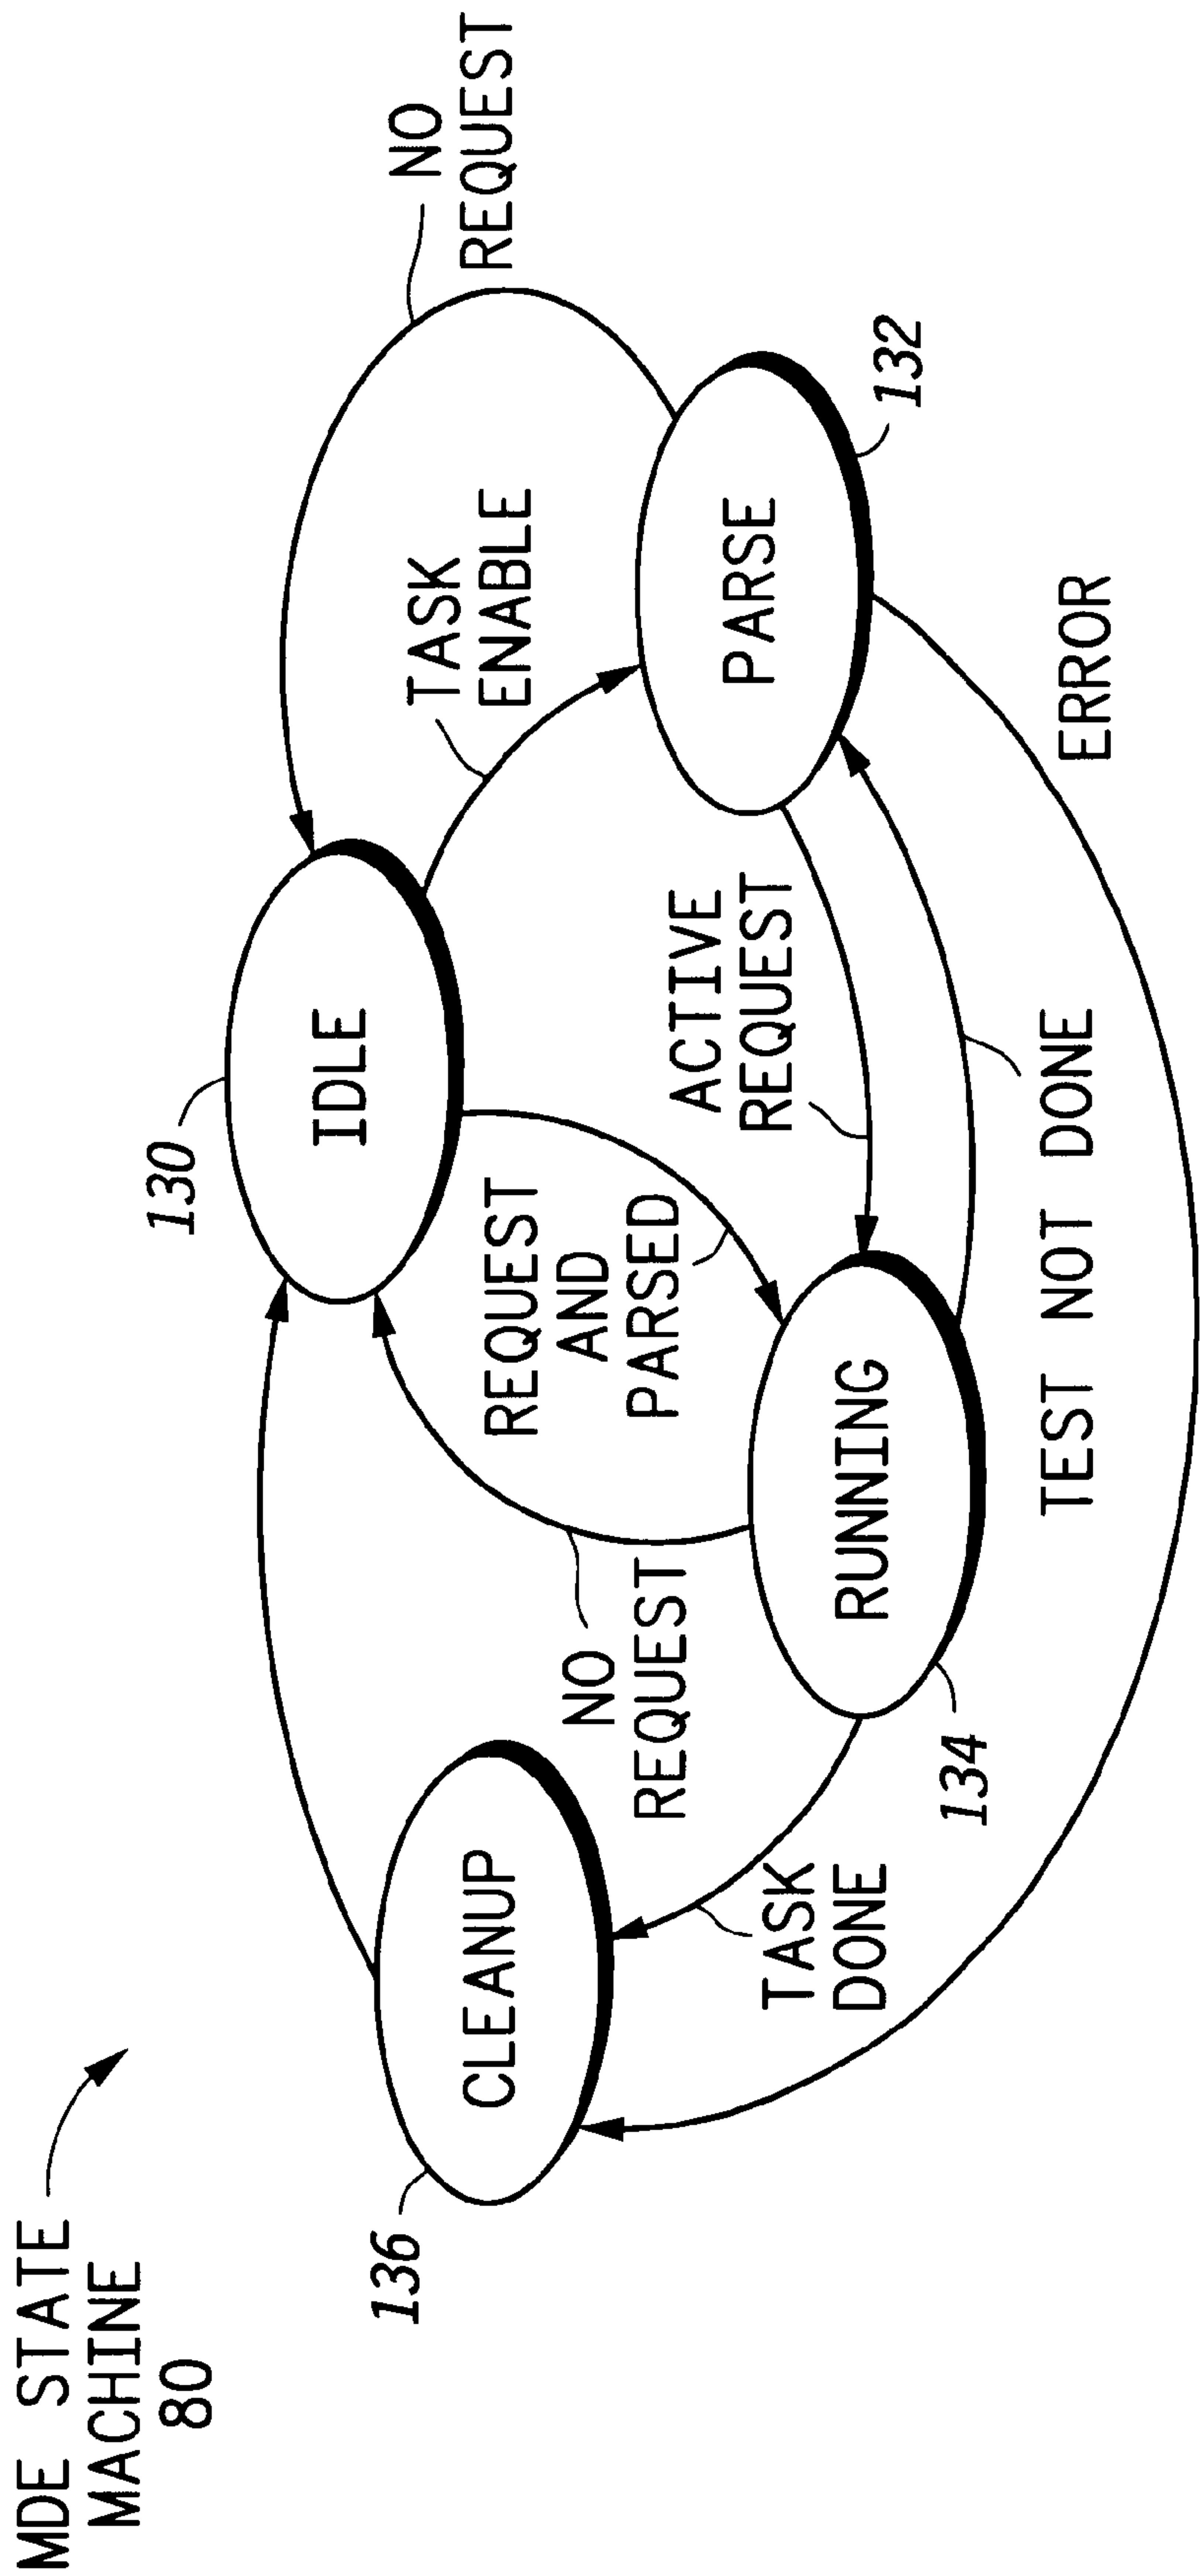 MDE STATE
MACHINE
80
130
IDLE
NO
REQUEST
TASK
ENABLE
136
CLEANUP
REQUEST
AND
PARSED
NO
REQUEST
ACTIVE
REQUEST
PARSE
132
TASK
DONE
RUNNING
134
TEST NOT DONE
ERROR